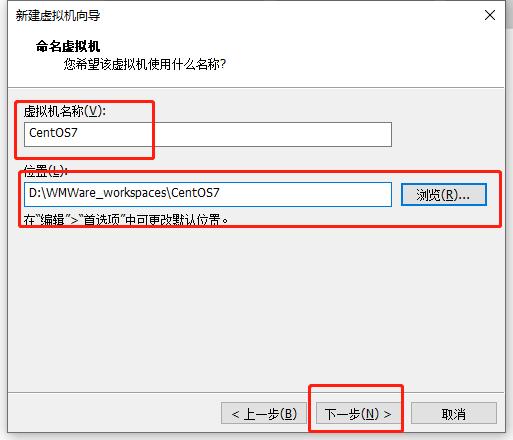 新建虚拟机向导
命名虚拟机
您希望该虚拟机使用什么名称?
虚拟机名称(V):
CentOS7
位置(L):
D:\WMWare_workspaces\CentOS7
浏览(R)...
在“编辑”>“首选项”中可更改默认位置。
< 上一步(B)
下一步(N) >
取消